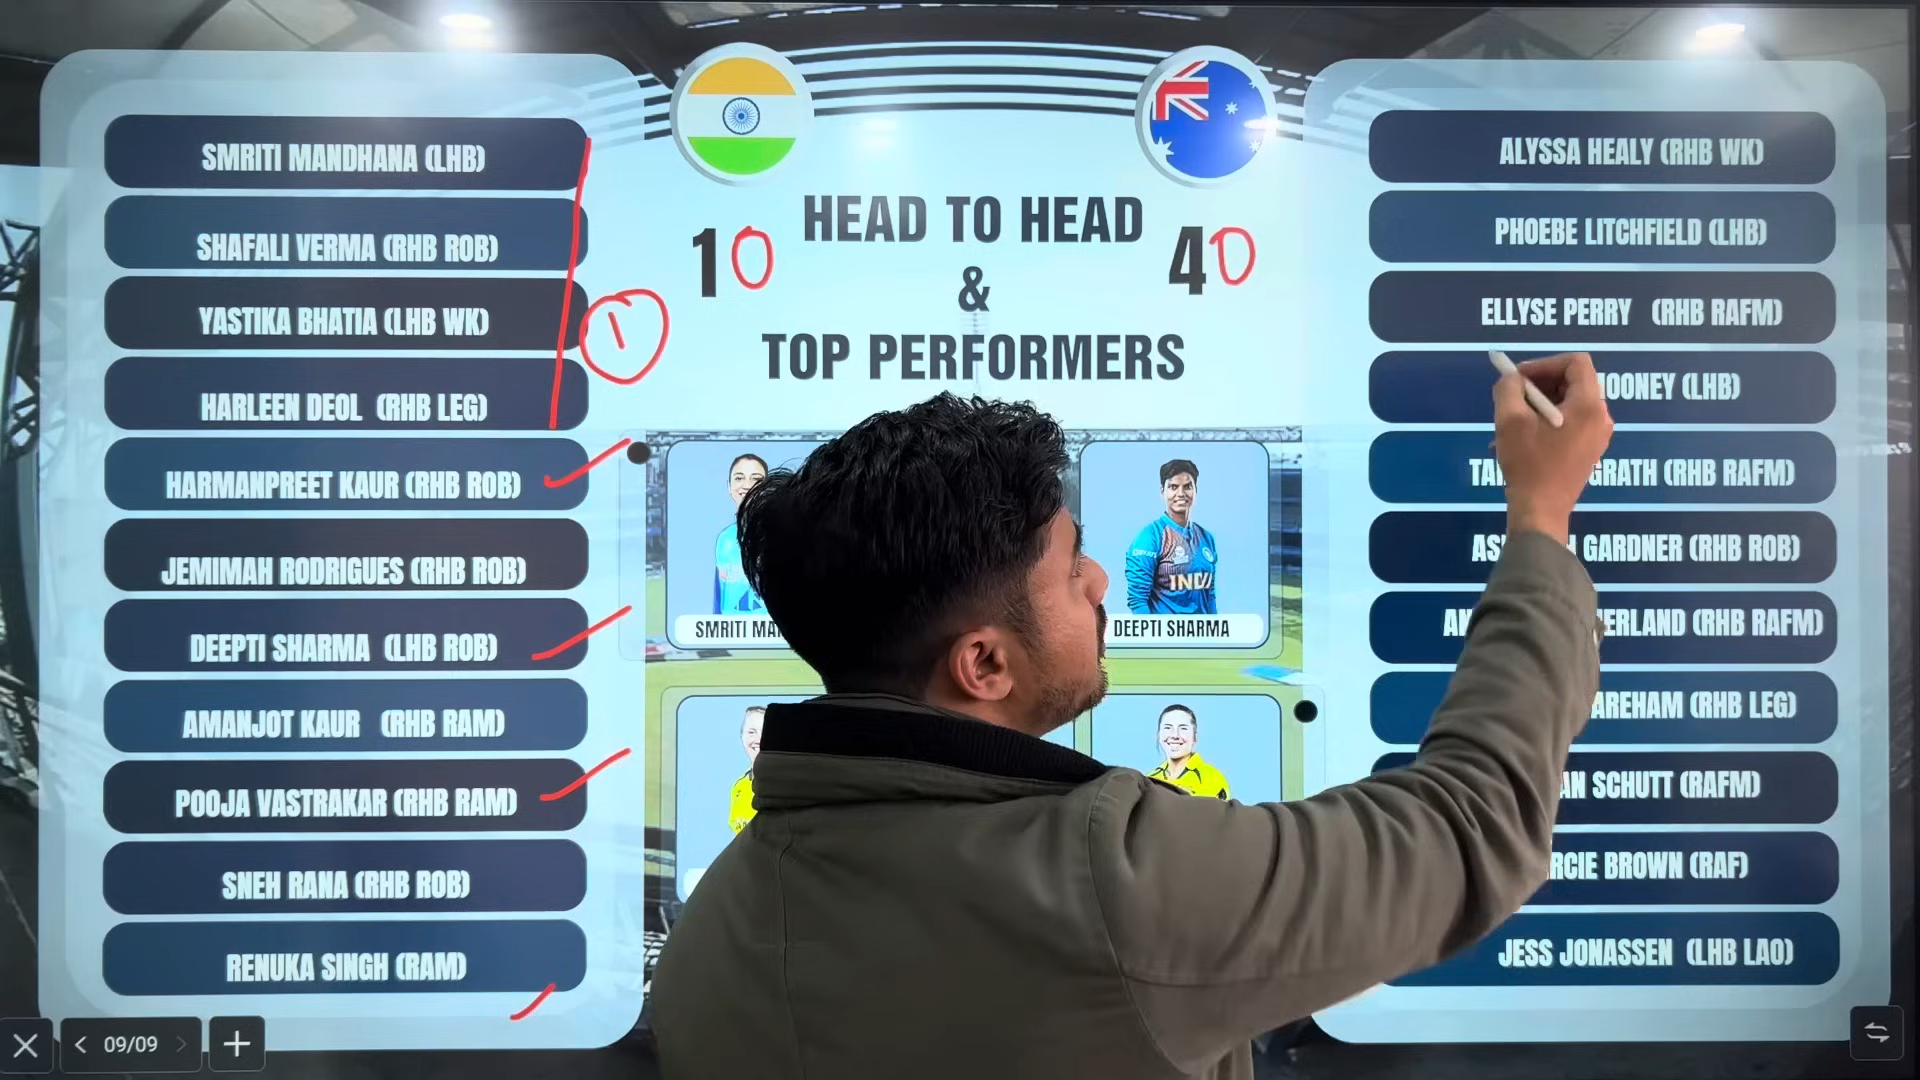 SMRITI MANDHANA (LHB)
SHAFALI VERMA (RHB ROB)
YASTIKA BHATIA (LHB WK)
HARLEEN DEOL (RHB LEG)
HARMANPREET KAUR (RHB ROB)
JEMIMAH RODRIGUES (RHB ROB)
DEEPTI SHARMA (LHB ROB)
AMANJOT KAUR (RHB RAM)
POOJA VASTRAKAR (RHB RAM)
SNEH RANA (RHB ROB)
RENUKA SINGH (RAM)
1
HEAD TO HEAD
10 40
&
TOP PERFORMERS
SMRITI
INDIA
DEEPTI SHARMA
ALYSSA HEALY (RHB WK)
PHOEBE LITCHFIELD (LHB)
ELLYSE PERRY (RHB RAFM)
MOONEY (LHB)
GRATH (RHB RAFM)
GARDNER (RHB ROB)
ERLAND (RHB RAFM)
AREHAM (RHB LEG)
AN SCHUTT (RAFM)
RCIE BROWN (RAF)
JESS JONASSEN (LHB LAO)
09/09